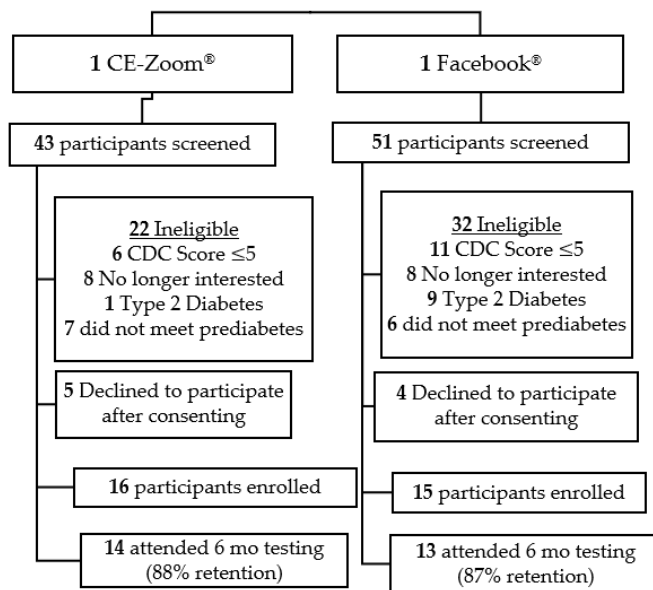 1 CE-Zoom®
43 participants screened
22 Ineligible
6 CDC Score ≤5
8 No longer interested
1 Type 2 Diabetes
7 did not meet prediabetes
5 Declined to participate
after consenting
16 participants enrolled
14 attended 6 mo testing
(88% retention)
1 Facebook®
51 participants screened
32 Ineligible
11 CDC Score ≤5
8 No longer interested
9 Type 2 Diabetes
6 did not meet prediabetes
4 Declined to participate
after consenting
15 participants enrolled
13 attended 6 mo testing
(87% retention)